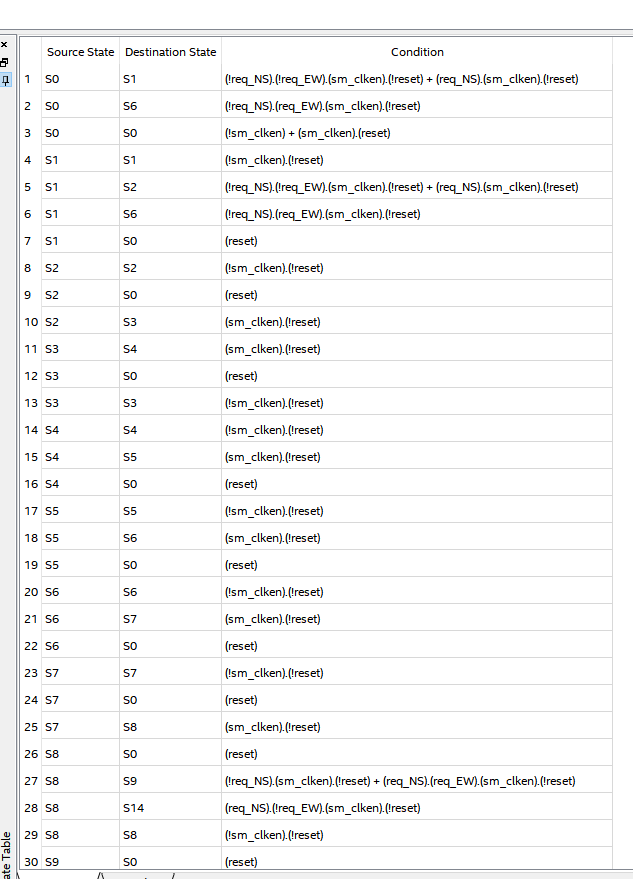 Source State Destination State Condition
1 S0 S1 (!req_NS).(!req_EW).(sm_clken).(!reset) + (req_NS).(sm_clken).(!reset)
2 S0 S6 (!req_NS).(req_EW).(sm_clken).(!reset)
3 S0 S0 (!sm_clken) + (sm_clken).(reset)
4 S1 S1 (!sm_clken).(!reset)
5 S1 S2 (!req_NS).(!req_EW).(sm_clken).(!reset) + (req_NS).(sm_clken).(!reset)
6 S1 S6 (!req_NS).(req_EW).(sm_clken).(!reset)
7 S1 S0 (reset)
8 S2 S2 (!sm_clken).(!reset)
9 S2 S0 (reset)
10 S2 S3 (sm_clken).(!reset)
11 S3 S4 (sm_clken).(!reset)
12 S3 S0 (reset)
13 S3 S3 (!sm_clken).(!reset)
14 S4 S4 (!sm_clken).(!reset)
15 S4 S5 (sm_clken).(!reset)
16 S4 S0 (reset)
17 S5 S5 (!sm_clken).(!reset)
18 S5 S6 (sm_clken).(!reset)
19 S5 S0 (reset)
20 S6 S6 (!sm_clken).(!reset)
21 S6 S7 (sm_clken).(!reset)
22 S6 S0 (reset)
23 S7 S7 (!sm_clken).(!reset)
24 S7 S0 (reset)
25 S7 S8 (sm_clken).(!reset)
26 S8 S0 (reset)
27 S8 S9 (!req_NS).(sm_clken).(!reset) + (req_NS).(req_EW).(sm_clken).(!reset)
28 S8 S14 (req_NS).(!req_EW).(sm_clken).(!reset)
29 S8 S8 (!sm_clken).(!reset)
30 S9 S0 (reset)
ate Table